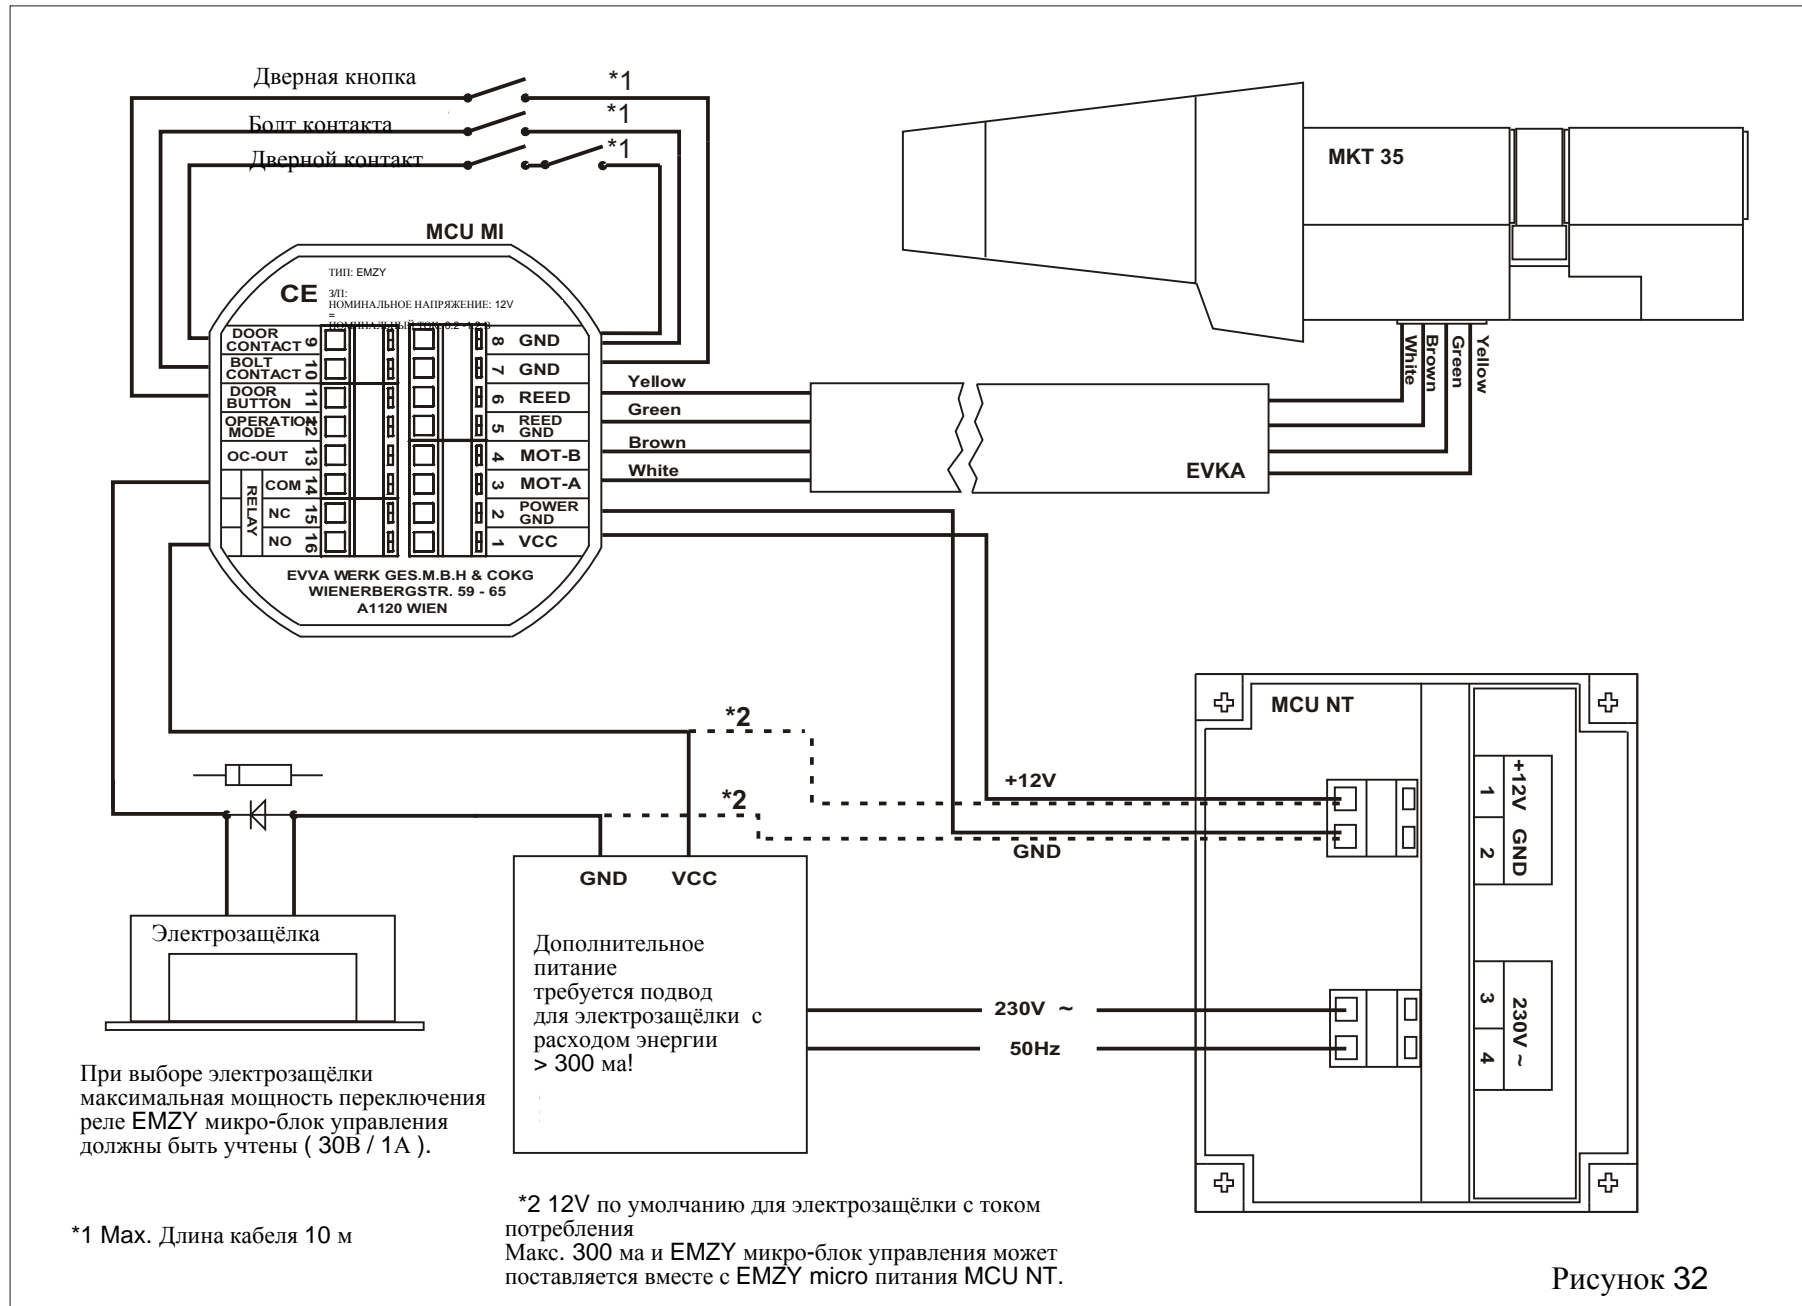 Дверная кнопка
*1
Болт контакта
*1
Дверной контакт
*1
MCU MI
ТИП: EMZY
CE
З/П:
НОМИНАЛЬНОЕ НАПРЯЖЕНИЕ: 12V
=
НОМИНАЛЬНЫЙ ТОК: 0.2 -1.2
DOOR CONTACT 9
BOLT CONTACT 10
DOOR BUTTON 11
OPERATION MODE 12
OC-OUT 13
RELAY
COM 14
NC 15
NO 16
8 GND
7 GND
6 REED
5 REED GND
4 MOT-B
3 MOT-A
2 POWER GND
1 VCC
EVVA WERK GES.M.B.H & COKG
WIENERBERGSTR. 59 - 65
A1120 WIEN
Yellow
Green
Brown
White
EVKA
MKT 35
White
Brown
Green
Yellow
*2
*2
+12V
GND
MCU NT
1 +12V
2 GND
3
4
230V ~
GND VCC
Дополнительное
питание
требуется подвод
для электрозащёлки с
расходом энергии
> 300 ма!
230V ~
50Hz
Электрозащёлка
При выборе электрозащёлки
максимальная мощность переключения
реле EMZY микро-блок управления
должны быть учтены ( 30В / 1А ).
*1 Max. Длина кабеля 10 м
*2 12V по умолчанию для электрозащёлки с током
потребления
Макс. 300 ма и EMZY микро-блок управления может
поставляется вместе с EMZY micro питания MCU NT.
Рисунок 32